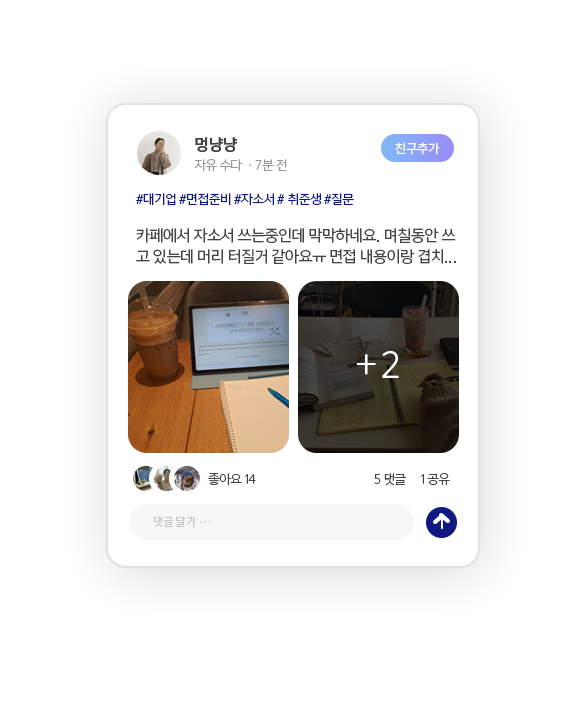 멍냥냥
친구추가
자유 수다 · 7분 전
#대기업 #면접준비 #자소서 # 취준생 #질문
카페에서 자소서 쓰는중인데 막막하네요. 며칠동안 쓰
고 있는데 머리 터질거 같아요ㅠ 면접 내용이랑 겹치...
+2
좋아요 14
5 댓글
1 공유
댓글 달기 ···